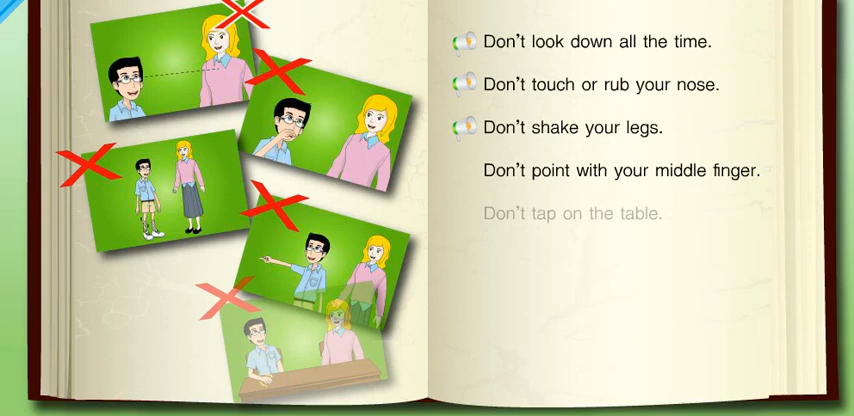 Don't look down all the time.
Don't touch or rub your nose.
Don't shake your legs.
Don't point with your middle finger.
Don't tap on the table.